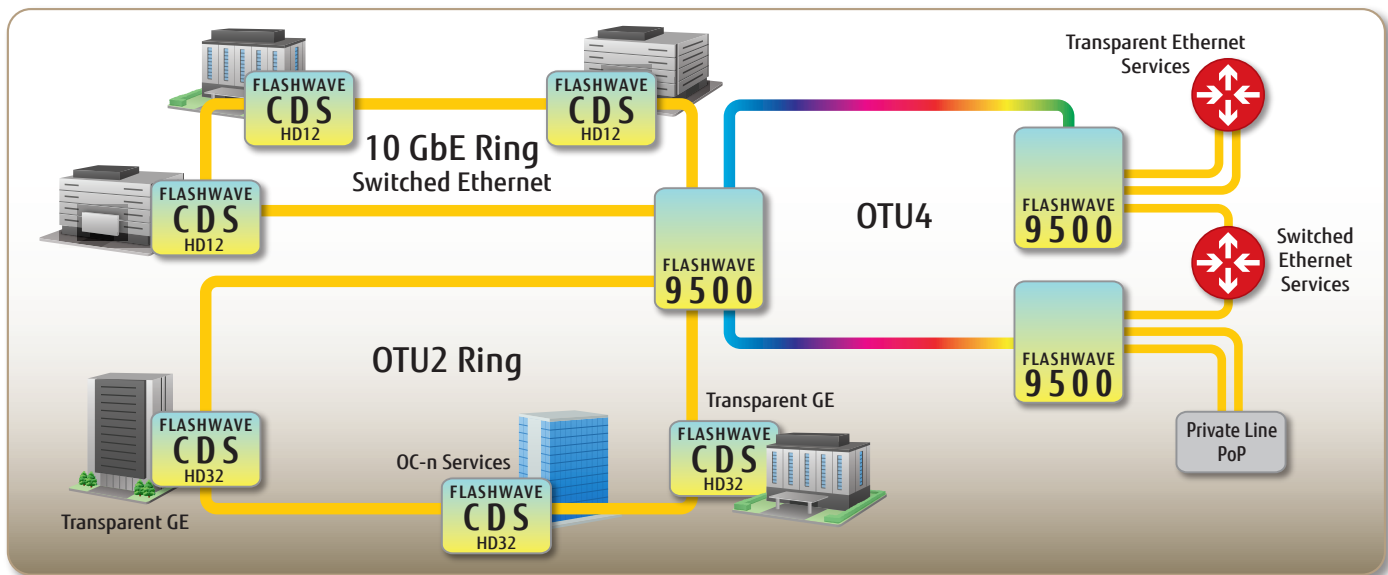 Transparent Ethernet
Services
FLASHWAVE
CDS
HD12
FLASHWAVE
CDS
HD12
10 GbE Ring
Switched Ethernet
FLASHWAVE
CDS
HD12
FLASHWAVE
9500
OTU4
FLASHWAVE
9500
Switched
Ethernet
Services
FLASHWAVE
9500
OTU2 Ring
Transparent GE
FLASHWAVE
CDS
HD32
Private Line
PoP
FLASHWAVE
CDS
HD32
OC-n Services
FLASHWAVE
CDS
HD32
Transparent GE